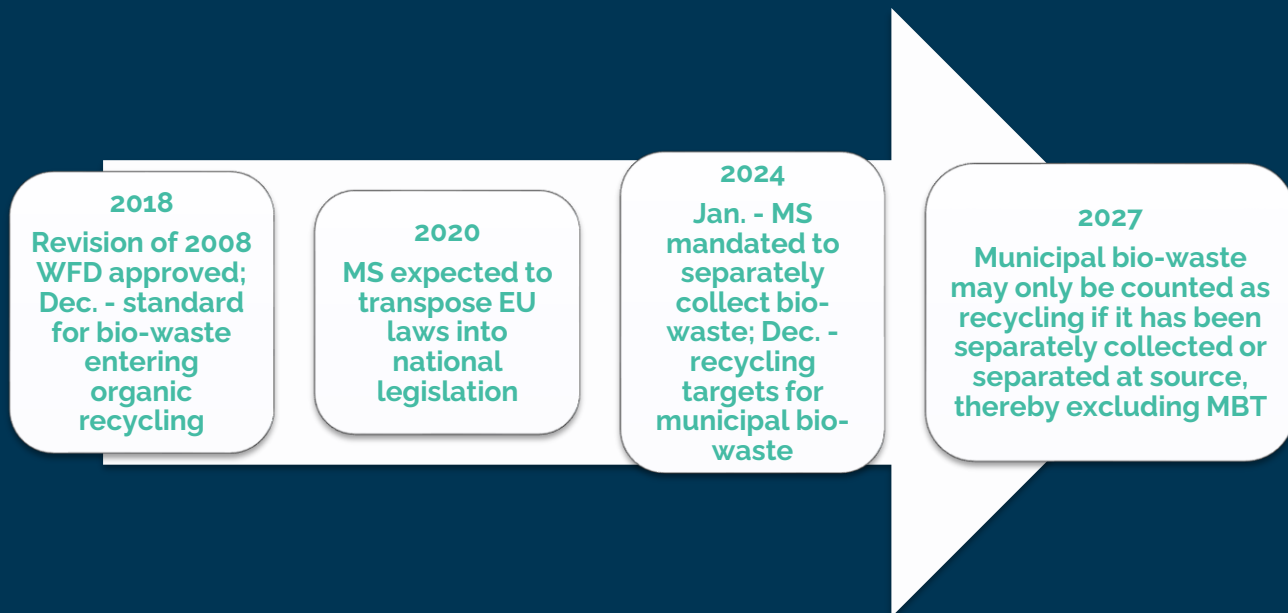 2018
Revision of 2008
WFD approved;
Dec. - standard
for bio-waste
entering
organic
recycling
2020
MS expected to
transpose EU
laws into
national
legislation
2024
Jan. - MS
mandated to
separately
collect bio-
waste; Dec. -
recycling
targets for
municipal bio-
waste
2027
Municipal bio-waste
may only be counted as
recycling if it has been
separately collected or
separated at source,
thereby excluding MBT